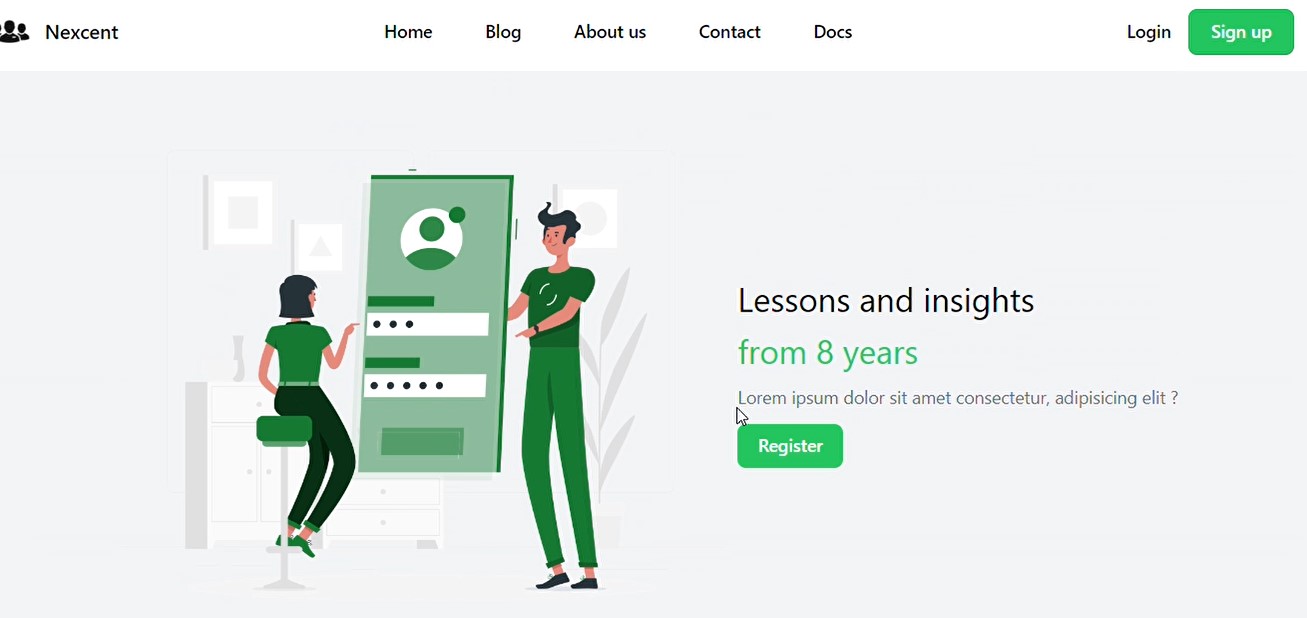 Nexcent Home Blog About us Contact Docs Login Sign up
Lessons and insights
from 8 years
Lorem ipsum dolor sit amet consectetur, adipisicing elit ?
Register